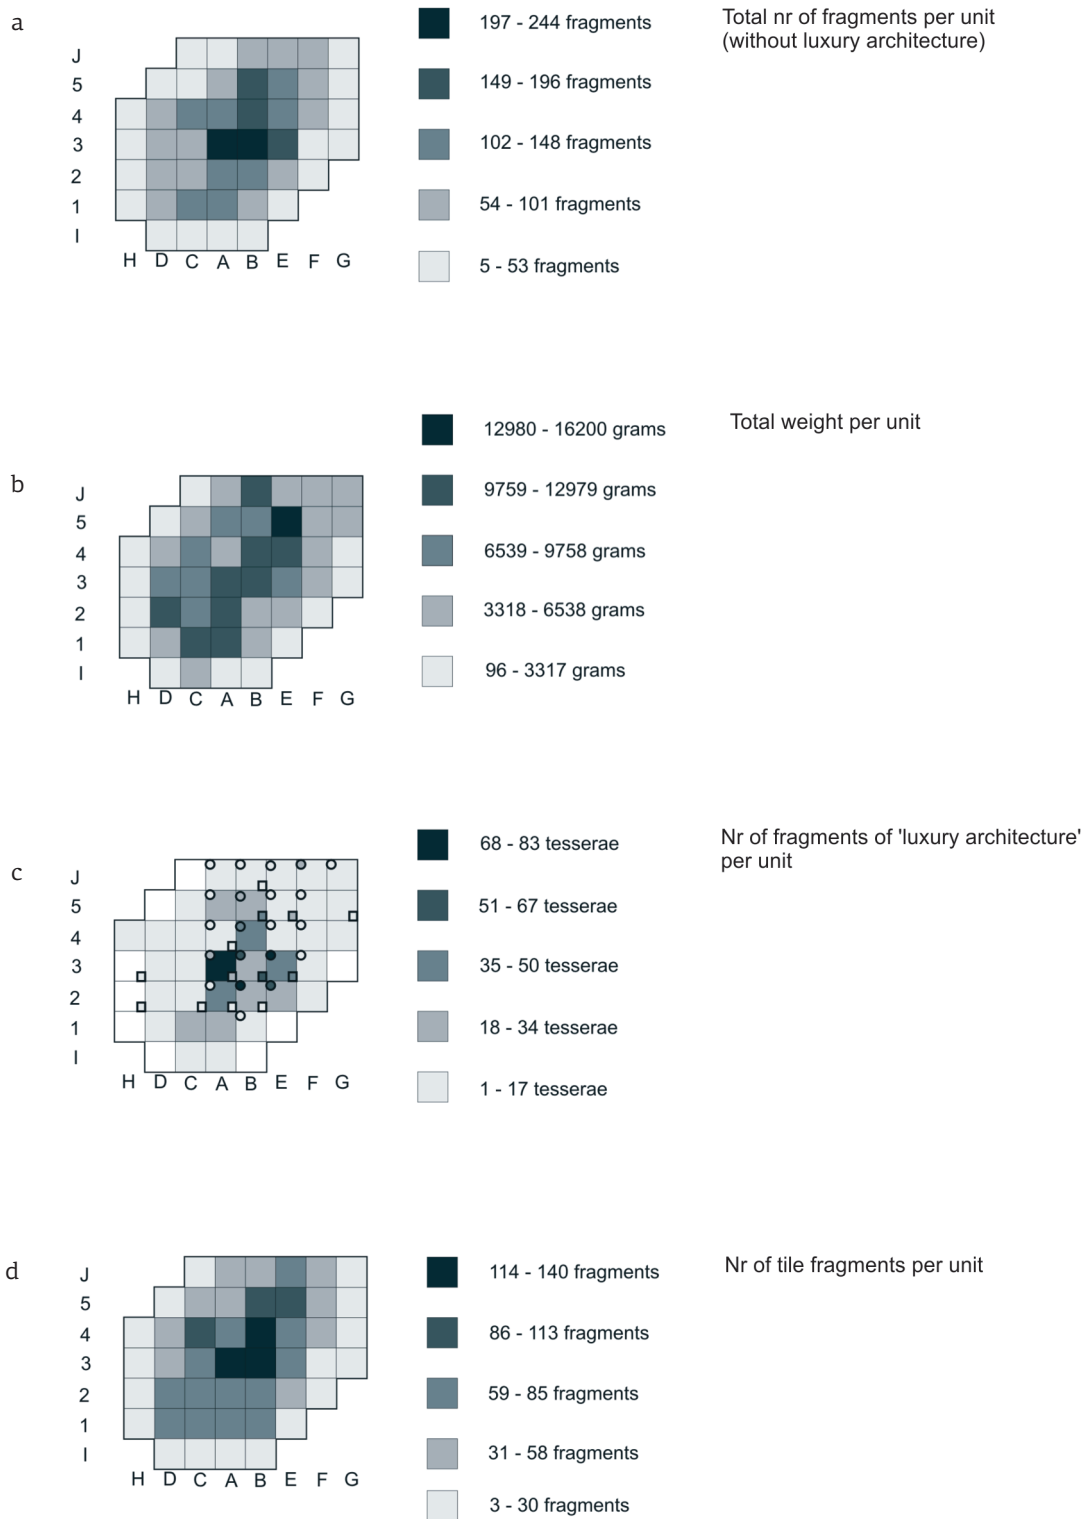 a
197 - 244 fragments
Total nr of fragments per unit
(without luxury architecture)
J
5
149 - 196 fragments
4
3
102 - 148 fragments
2
1
54 - 101 fragments
I
H D C A B E F G
5 - 53 fragments
12980 - 16200 grams
Total weight per unit
b
J
9759 - 12979 grams
5
4
6539 - 9758 grams
3
2
3318 - 6538 grams
1
I
96 - 3317 grams
H D C A B E F G
68 - 83 tesserae
Nr of fragments of 'luxury architecture'
per unit
c
J
5
51 - 67 tesserae
4
3
35 - 50 tesserae
2
1
18 - 34 tesserae
I
H D C A B E F G
1 - 17 tesserae
d
J
114 - 140 fragments
Nr of tile fragments per unit
5
4
86 - 113 fragments
3
2
59 - 85 fragments
1
I
31 - 58 fragments
H D C A B E F G
3 - 30 fragments